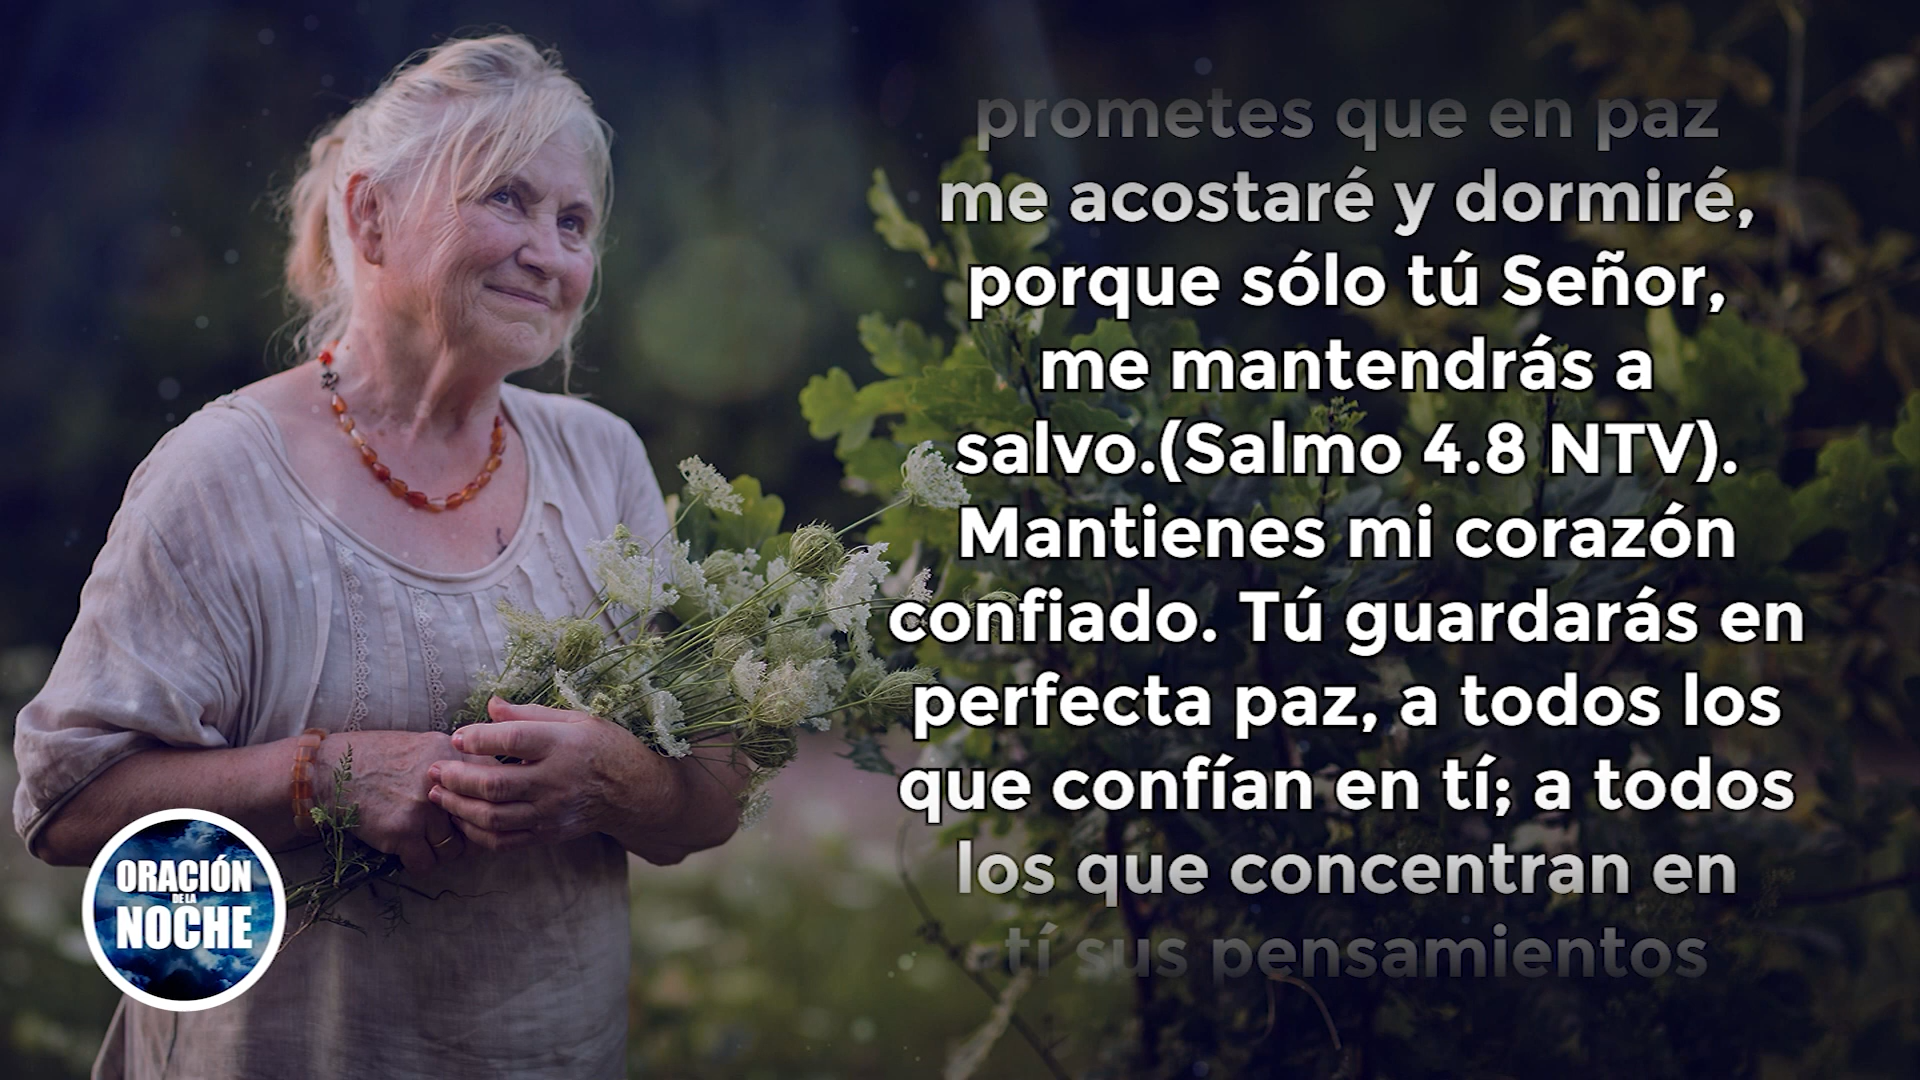 prometes que en paz
me acostaré y dormiré,
porque sólo tú Señor,
me mantendrás a
salvo.(Salmo 4.8 NTV).
Mantienes mi corazón
confiado. Tú guardarás en
perfecta paz, a todos los
que confían en tí; a todos
los que concentran en
tí sus pensamientos
ORACIÓN
DE LA
NOCHE